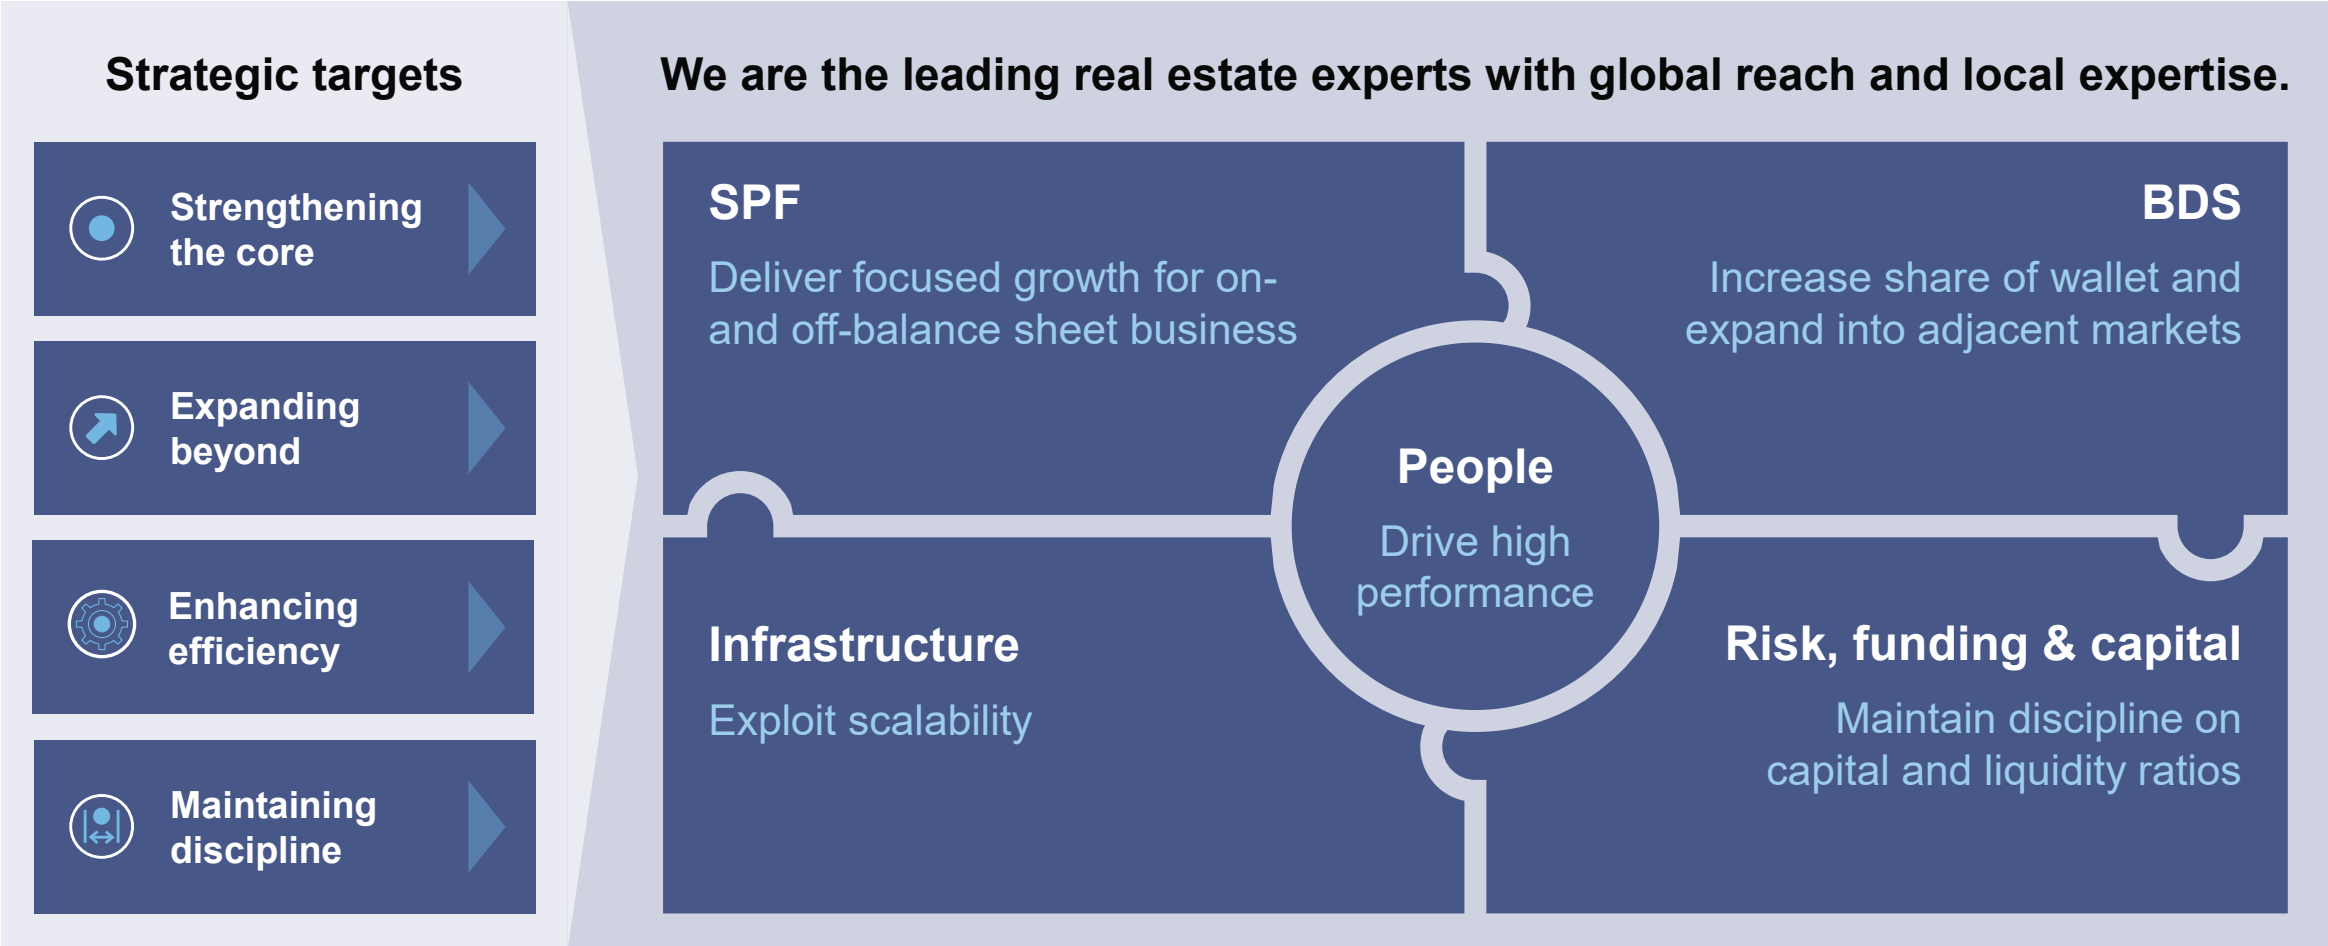 Strategic targets
Strengthening
the core
Expanding
beyond
Enhancing
efficiency
Maintaining
discipline
We are the leading real estate experts with global reach and local expertise.
SPF
Deliver focused growth for on-
and off-balance sheet business
BDS
Increase share of wallet and
expand into adjacent markets
People
Drive high
performance
Infrastructure
Exploit scalability
Risk, funding & capital
Maintain discipline on
capital and liquidity ratios